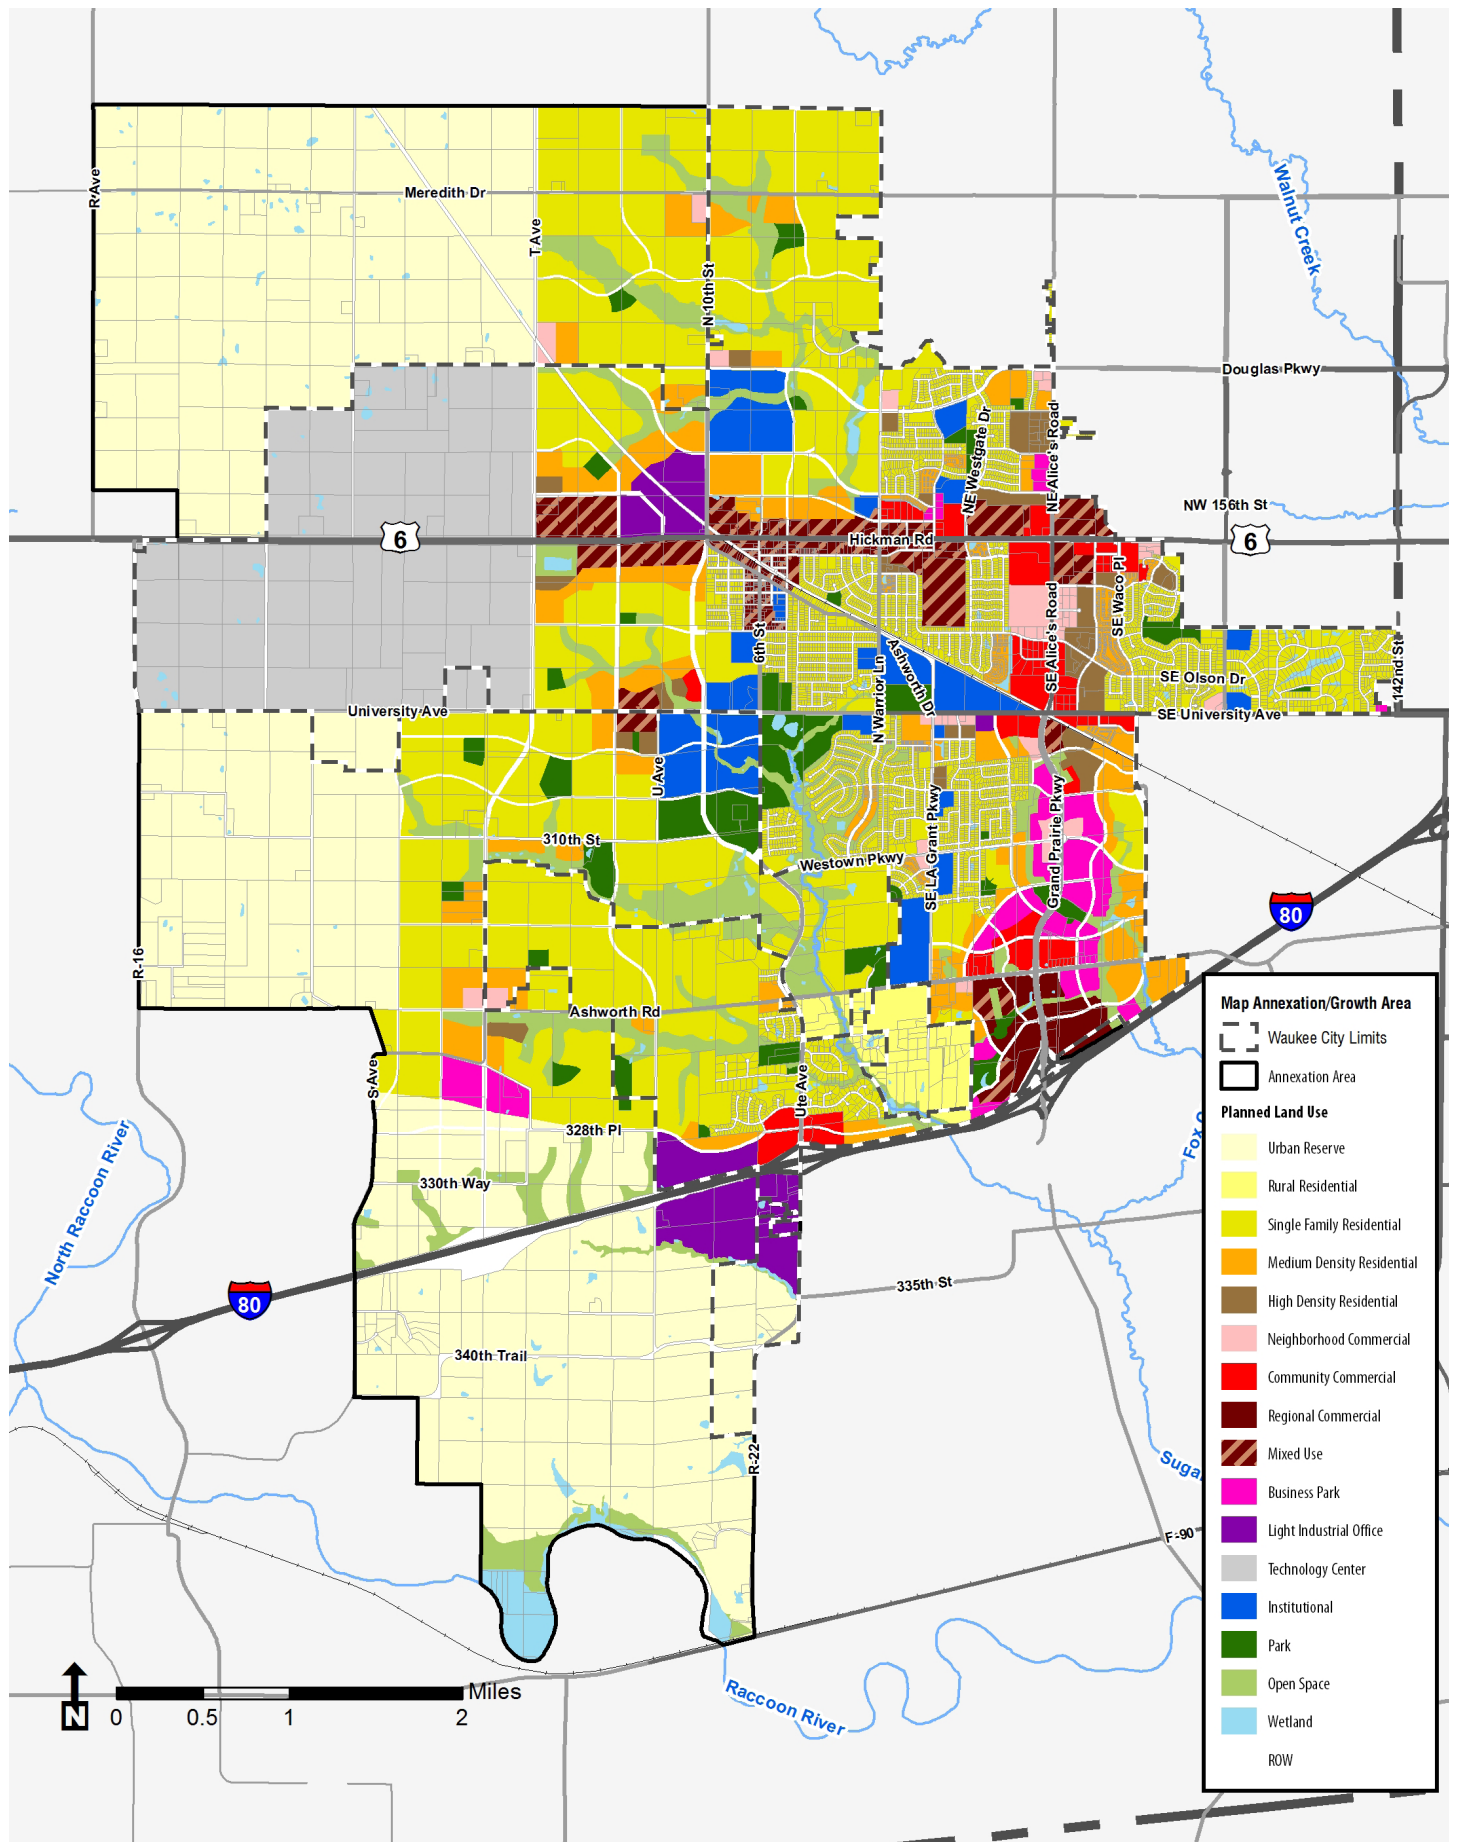 Walnut Creek
R Ave
Meredith Dr
T Ave
N 10th St
Douglas Pkwy
NE Westgate Dr
NE Alice's Road
NW 156th St
6
Hickman Rd
6
SE Waco Pl
6th St
SE Alice's Road
N Warrior Ln
Ashworth Dr
SE Olson Dr
142nd St
University Ave
SE University Ave
U Ave
310th St
Westown Pkwy
SE LA Grant Pkwy
Grand Prairie Pkwy
80
R-16
Ashworth Rd
S Ave
Ute Ave
328th Pl
330th Way
North Raccoon River
80
335th St
340th Trail
R-22
Fox C
Suga
F-90
Raccoon River
Map Annexation/Growth Area
Waukee City Limits
Annexation Area
Planned Land Use
Urban Reserve
Rural Residential
Single Family Residential
Medium Density Residential
High Density Residential
Neighborhood Commercial
Community Commercial
Regional Commercial
Mixed Use
Business Park
Light Industrial Office
Technology Center
Institutional
Park
Open Space
Wetland
ROW
N
Miles
0 0.5 1 2